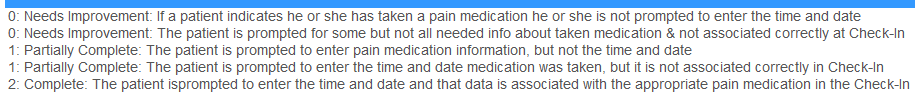 0: Needs Improvement: If a patient indicates he or she has taken a pain medication he or she is not prompted to enter the time and date
0: Needs Improvement: The patient is prompted for some but not all needed info about taken medication & not associated correctly at Check-In
1: Partially Complete: The patient is prompted to enter pain medication information, but not the time and date
1: Partially Complete: The patient is prompted to enter the time and date medication was taken, but it is not associated correctly in Check-In
2: Complete: The patient isprompted to enter the time and date and that data is associated with the appropriate pain medication in the Check-In